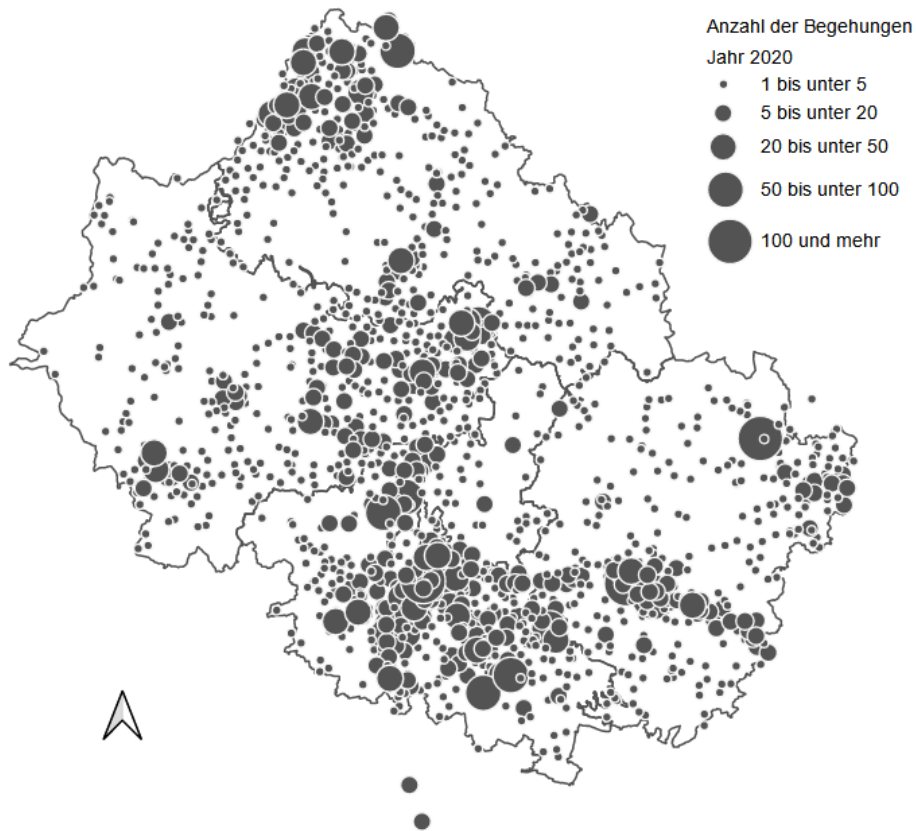 Anzahl der Begehungen
Jahr 2020
1 bis unter 5
5 bis unter 20
20 bis unter 50
50 bis unter 100
100 und mehr